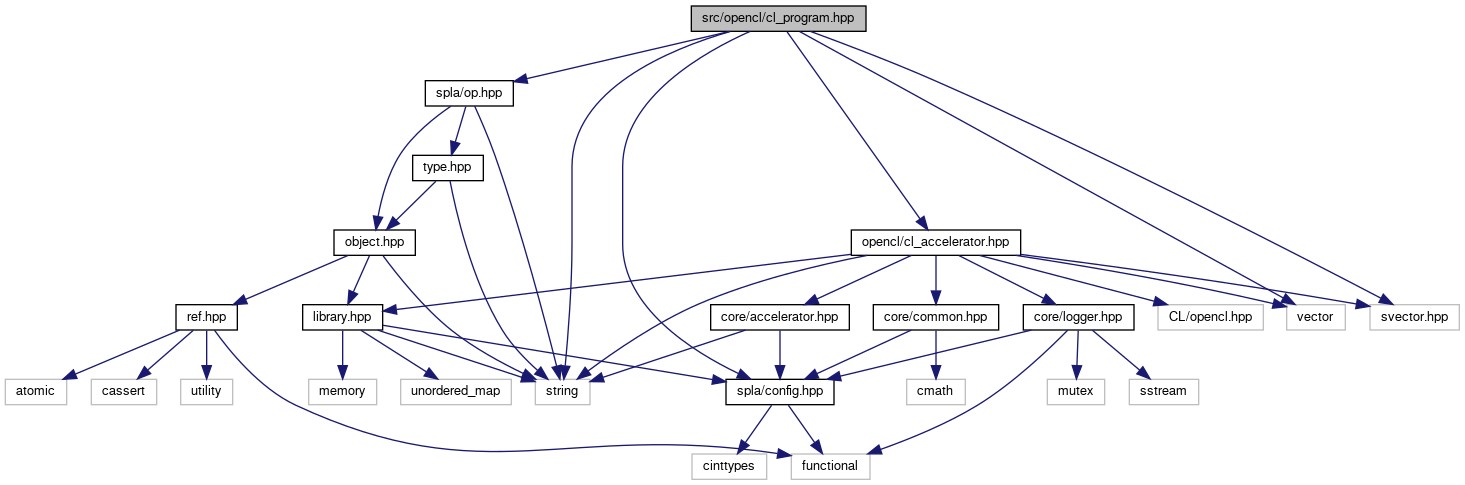 src/opencl/cl_program.hpp
spla/op.hpp
type.hpp
object.hpp
opencl/cl_accelerator.hpp
ref.hpp
library.hpp
core/accelerator.hpp
core/common.hpp
core/logger.hpp
CL/opencl.hpp
vector
svector.hpp
atomic
cassert
utility
memory
unordered_map
string
spla/config.hpp
cmath
mutex
sstream
cinttypes
functional